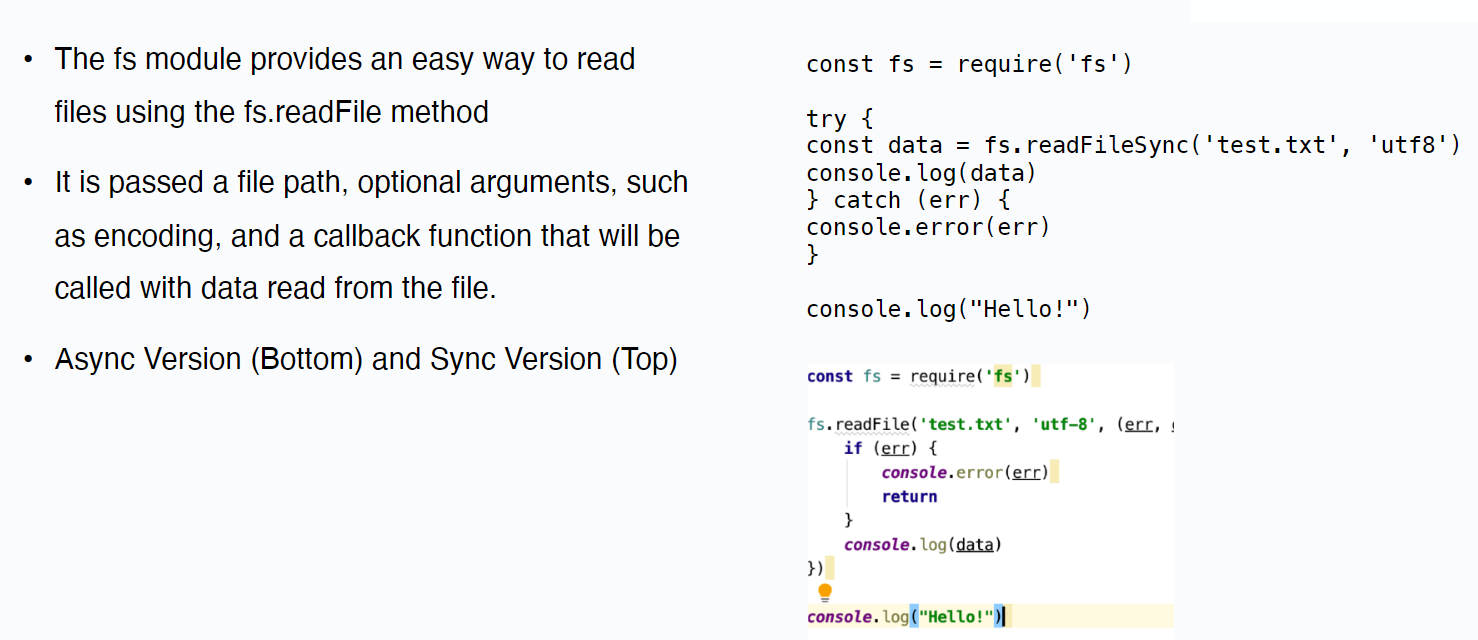 • The fs module provides an easy way to read
files using the fs.readFile method
• It is passed a file path, optional arguments, such
as encoding, and a callback function that will be
called with data read from the file.
• Async Version (Bottom) and Sync Version (Top)
const fs = require('fs')
try {
const data = fs.readFileSync('test.txt', 'utf8')
console.log(data)
} catch (err) {
console.error(err)
}
console.log("Hello!")
const fs = require('fs')
fs.readFile('test.txt', 'utf-8', (err,
if (err) {
console.error(err)
return
}
console.log(data)
})
console.log("Hello!")